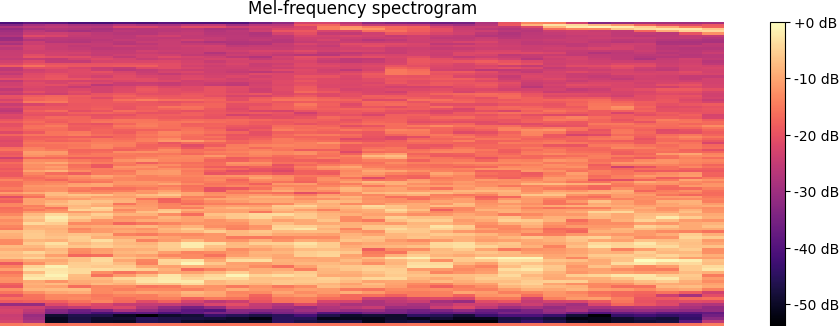 Mel-frequency spectrogram
+0 dB
-10 dB
-20 dB
-30 dB
-40 dB
-50 dB